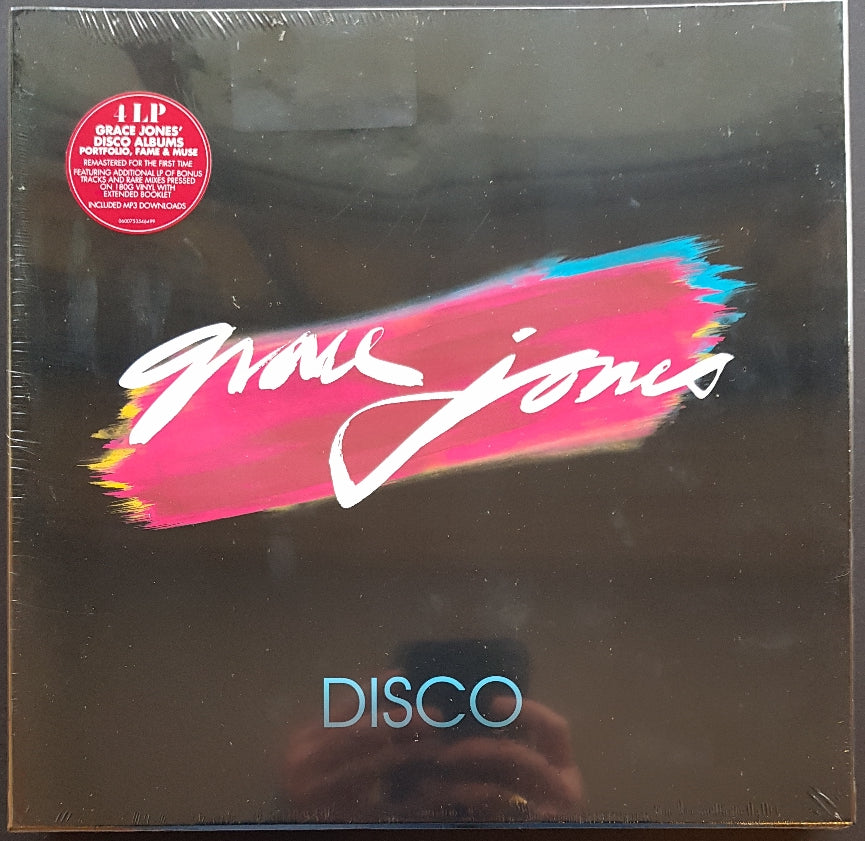 4 LP
GRACE JONES'
DISCO ALBUMS
PORTFOLIO, FAME & MUSE
REMASTERED FOR THE FIRST TIME
FEATURING ADDITIONAL LP OF BONUS
TRACKS AND RARE MIXES PRESSED
ON 180G VINYL WITH
EXTENDED BOOKLET
INCLUDED MP3 DOWNLOADS
0600753546499
grace jones
DISCO